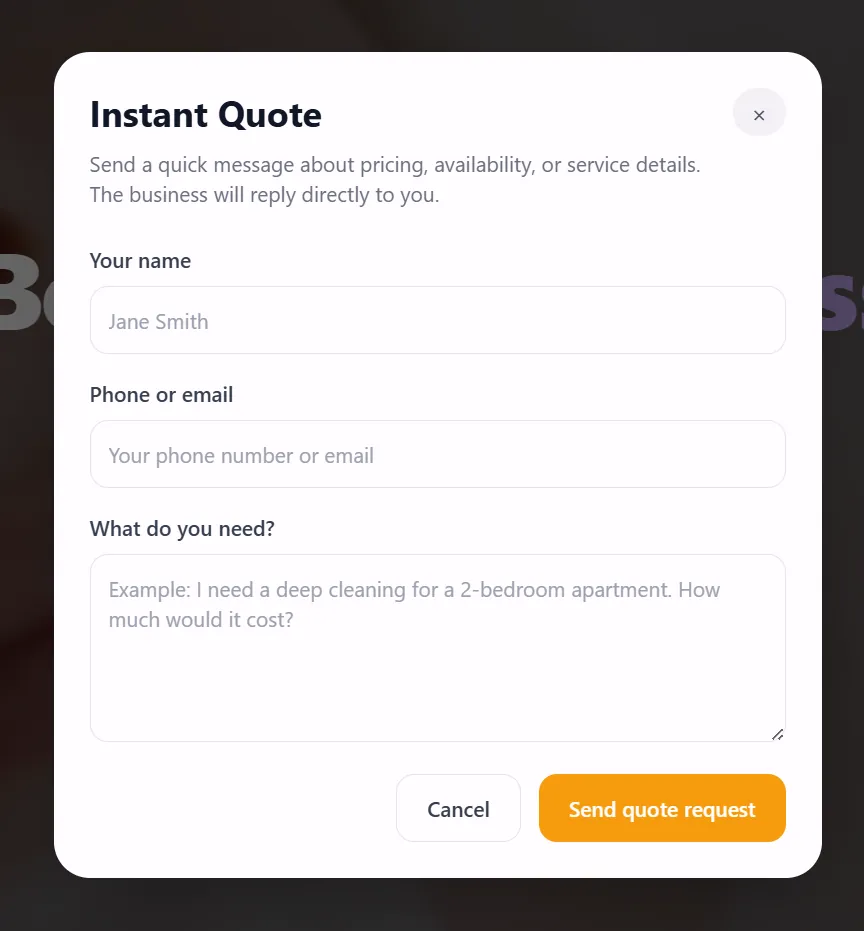 Instant Quote
×
Send a quick message about pricing, availability, or service details.
The business will reply directly to you.
Your name
Jane Smith
Phone or email
Your phone number or email
What do you need?
Example: I need a deep cleaning for a 2-bedroom apartment. How
much would it cost?
Cancel
Send quote request